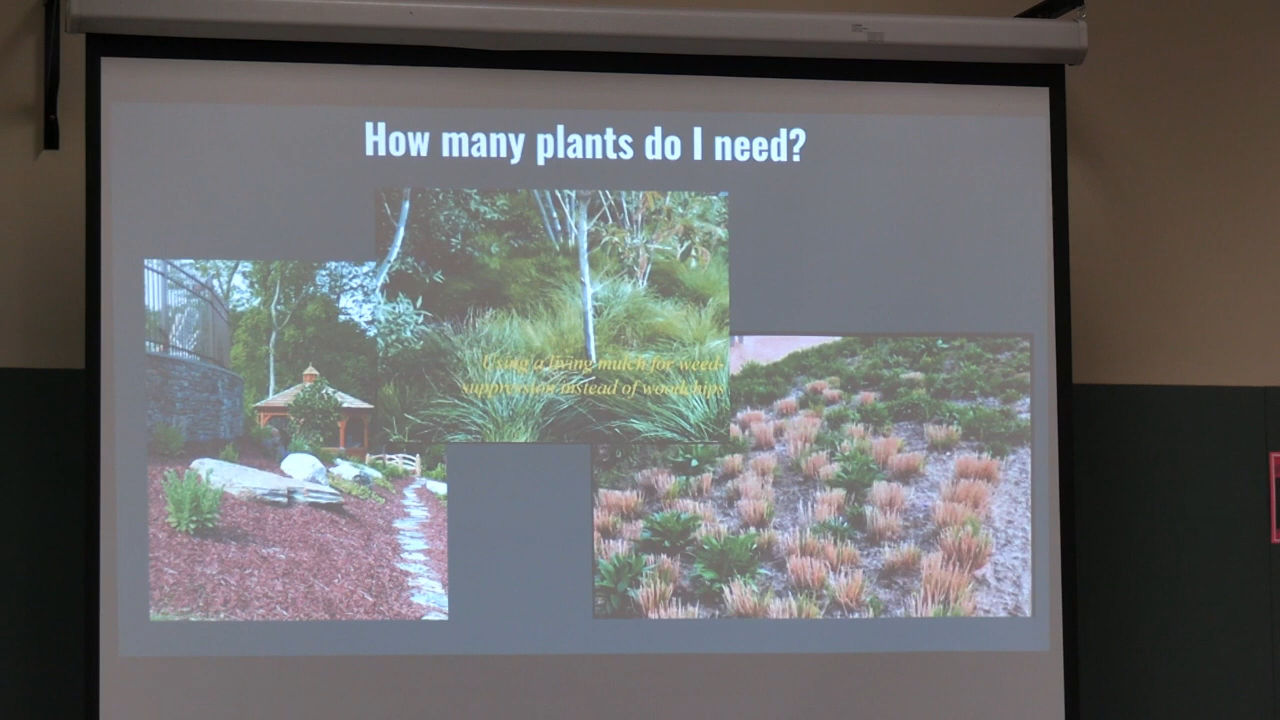 How many plants do I need?
Using a living mulch for weed-
suppression instead of woodchips